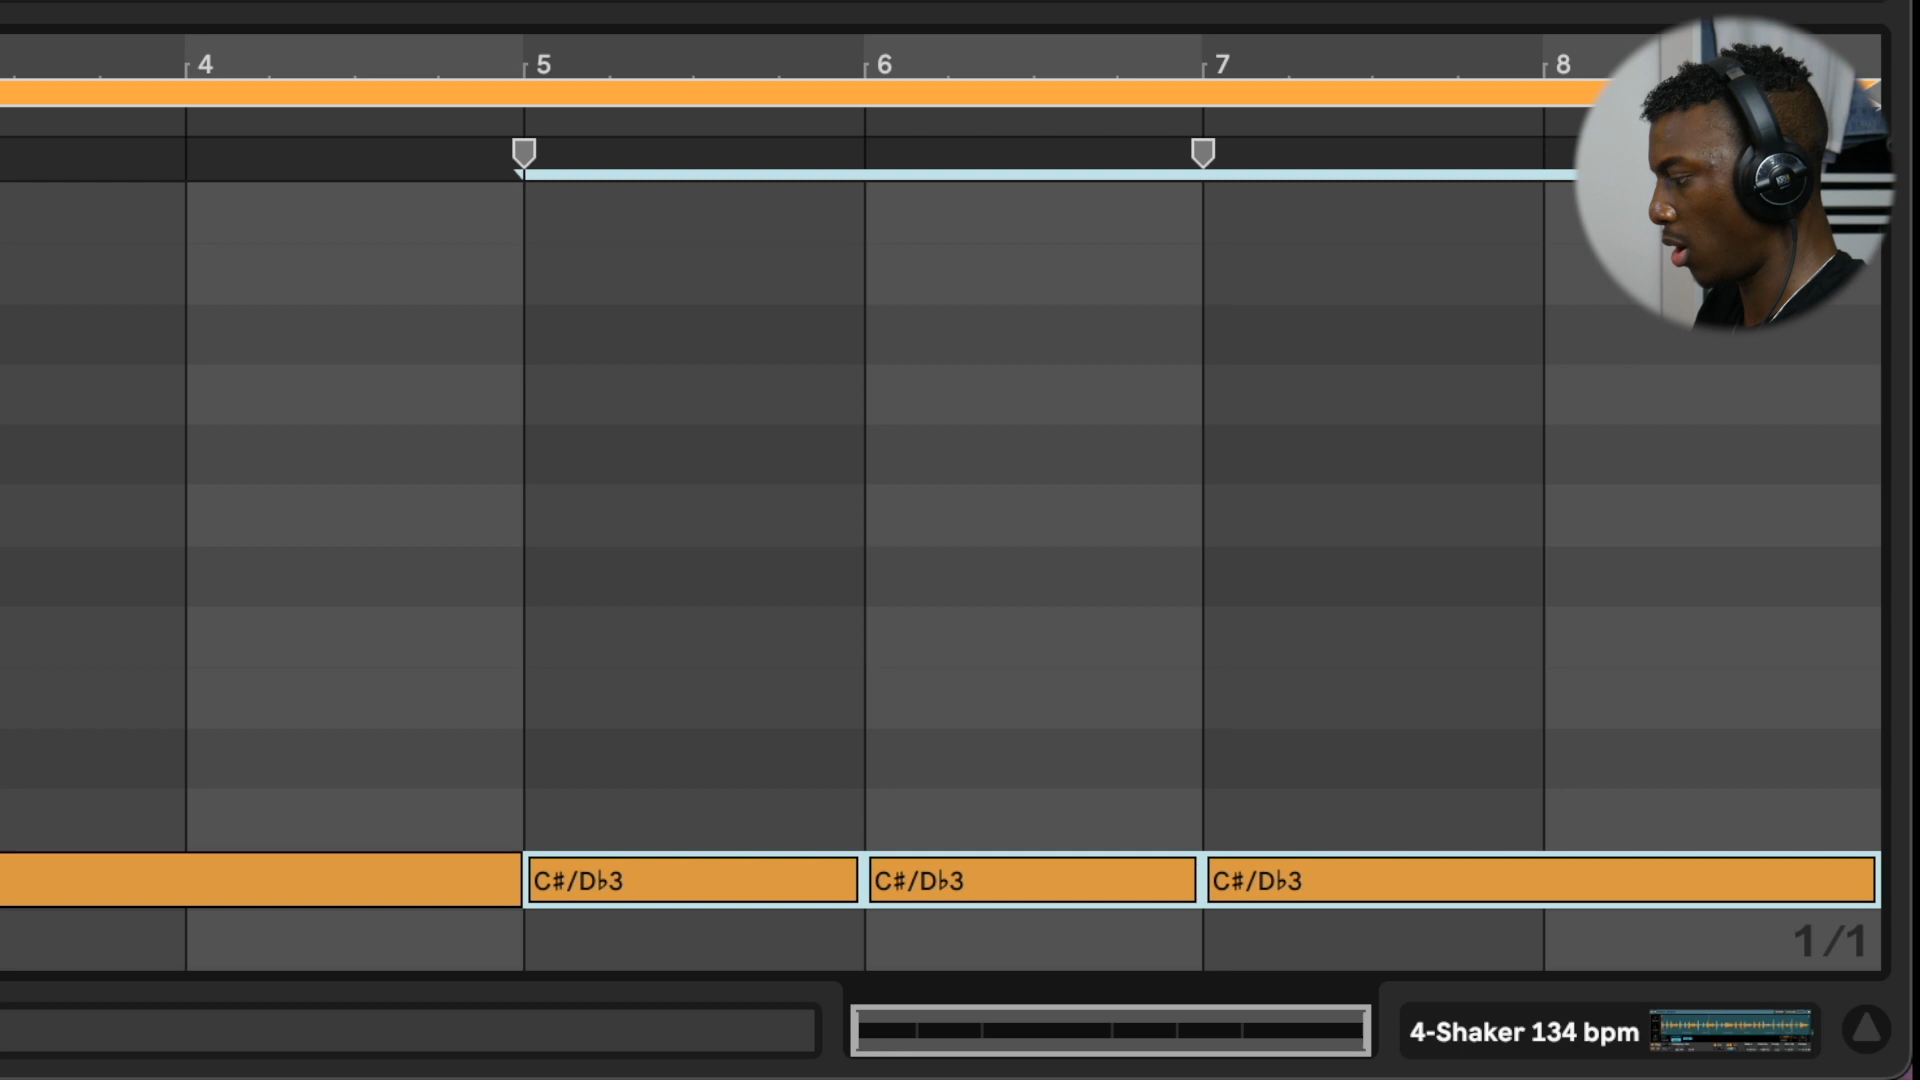 4 5 6 7 8
C♯/D♭3 C♯/D♭3 C♯/D♭3
1/1
4-Shaker 134 bpm